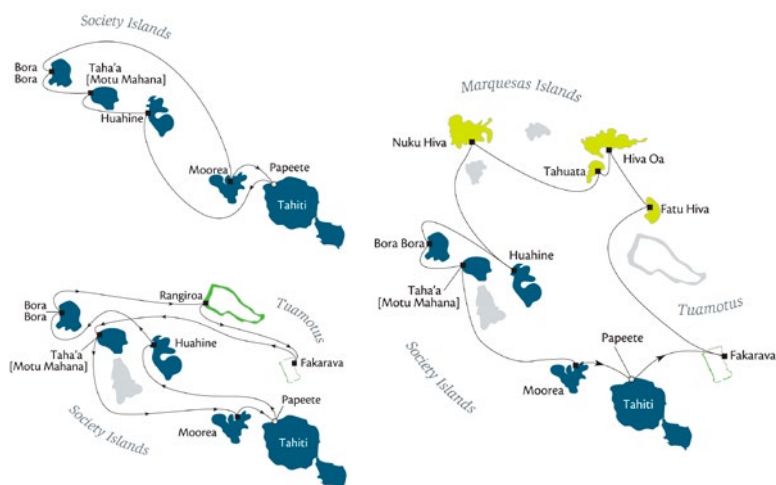 Society Islands
Bora
Bora
Taha'a
[Motu Mahana]
Huahine
Moorea
Papeete
Tahiti
Rangiroa
Tuamotus
Bora
Bora
Huahine
Taha'a
[Motu Mahana]
Fakarava
Society Islands
Papeete
Moorea
Tahiti
Marquesas Islands
Nuku Hiva
Hiva Oa
Tahuata
Fatu Hiva
Bora Bora
Huahine
Taha'a
[Motu Mahana]
Tuamotus
Society Islands
Papeete
Fakarava
Moorea
Tahiti